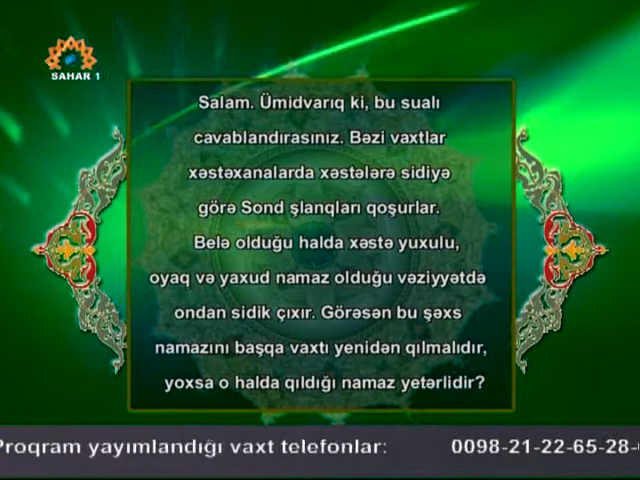 SAHAR 1
Salam. Ümidvarıq ki, bu sualı
cavablandırasınız. Bəzi vaxtlar
xəstəxanalarda xəstələrə sidiyə
görə Sond şlanqları qoşurlar.
Belə olduğu halda xəstə yuxulu,
oyaq və yaxud namaz olduğu vəziyyətdə
ondan sidik çıxır. Görəsən bu şəxs
namazını başqa vaxtı yenidən qılmalıdır,
yoxsa o halda qıldığı namaz yetərlidir?
Proqram yayımlandığı vaxt telefonlar: 0098-21-22-65-28-